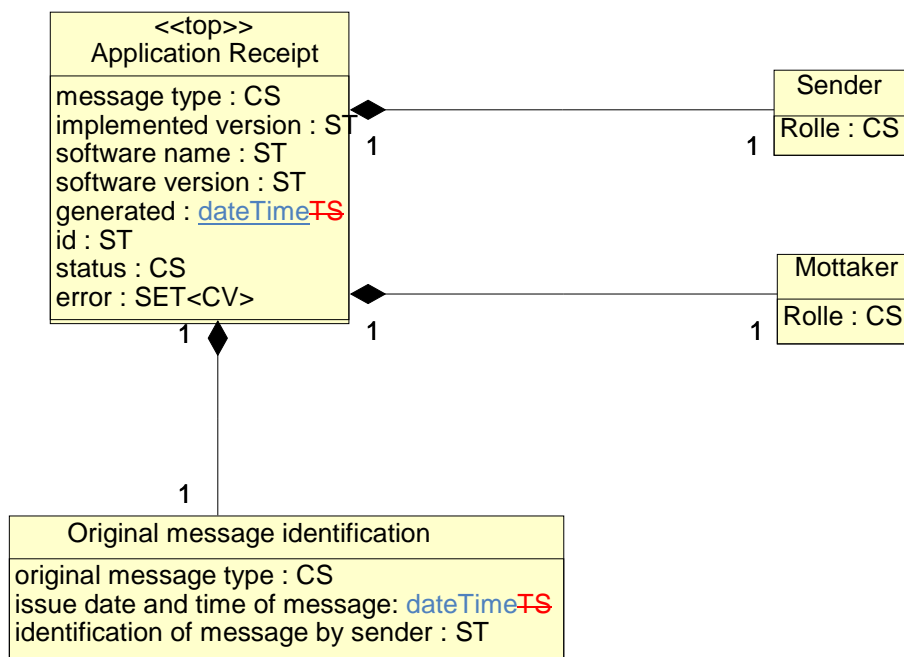 <<top>>
Application Receipt
message type : CS
implemented version : ST
software name : ST
software version : ST
generated : dateTimeTS
id : ST
status : CS
error : SET<CV>
Sender
Rolle : CS
1
1
Mottaker
Rolle : CS
1
1
1
1
Original message identification
original message type : CS
issue date and time of message: dateTimeTS
identification of message by sender : ST